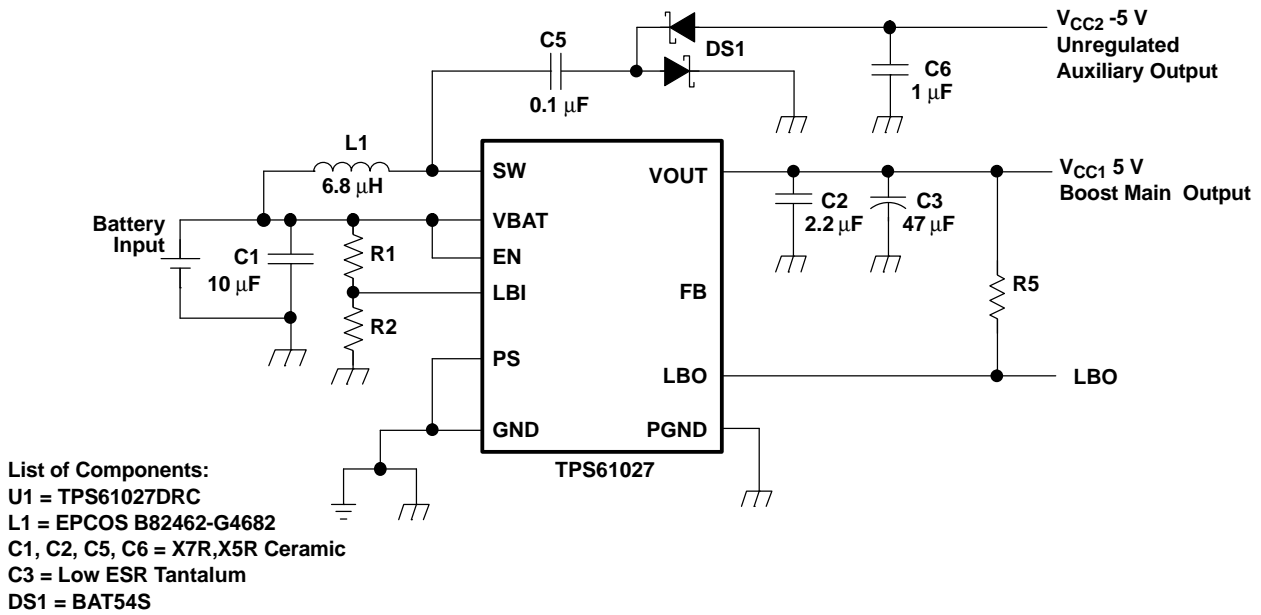 C5
0.1 µF
DS1
C6
1 µF
VCC2 -5 V
Unregulated
Auxiliary Output
L1
6.8 µH
Battery
Input
C1
10 µF
R1
R2
SW
VBAT
EN
LBI
PS
GND
VOUT
FB
LBO
PGND
TPS61027
C2
2.2 µF
C3
47 µF
R5
VCC1 5 V
Boost Main Output
LBO
List of Components:
U1 = TPS61027DRC
L1 = EPCOS B82462-G4682
C1, C2, C5, C6 = X7R,X5R Ceramic
C3 = Low ESR Tantalum
DS1 = BAT54S